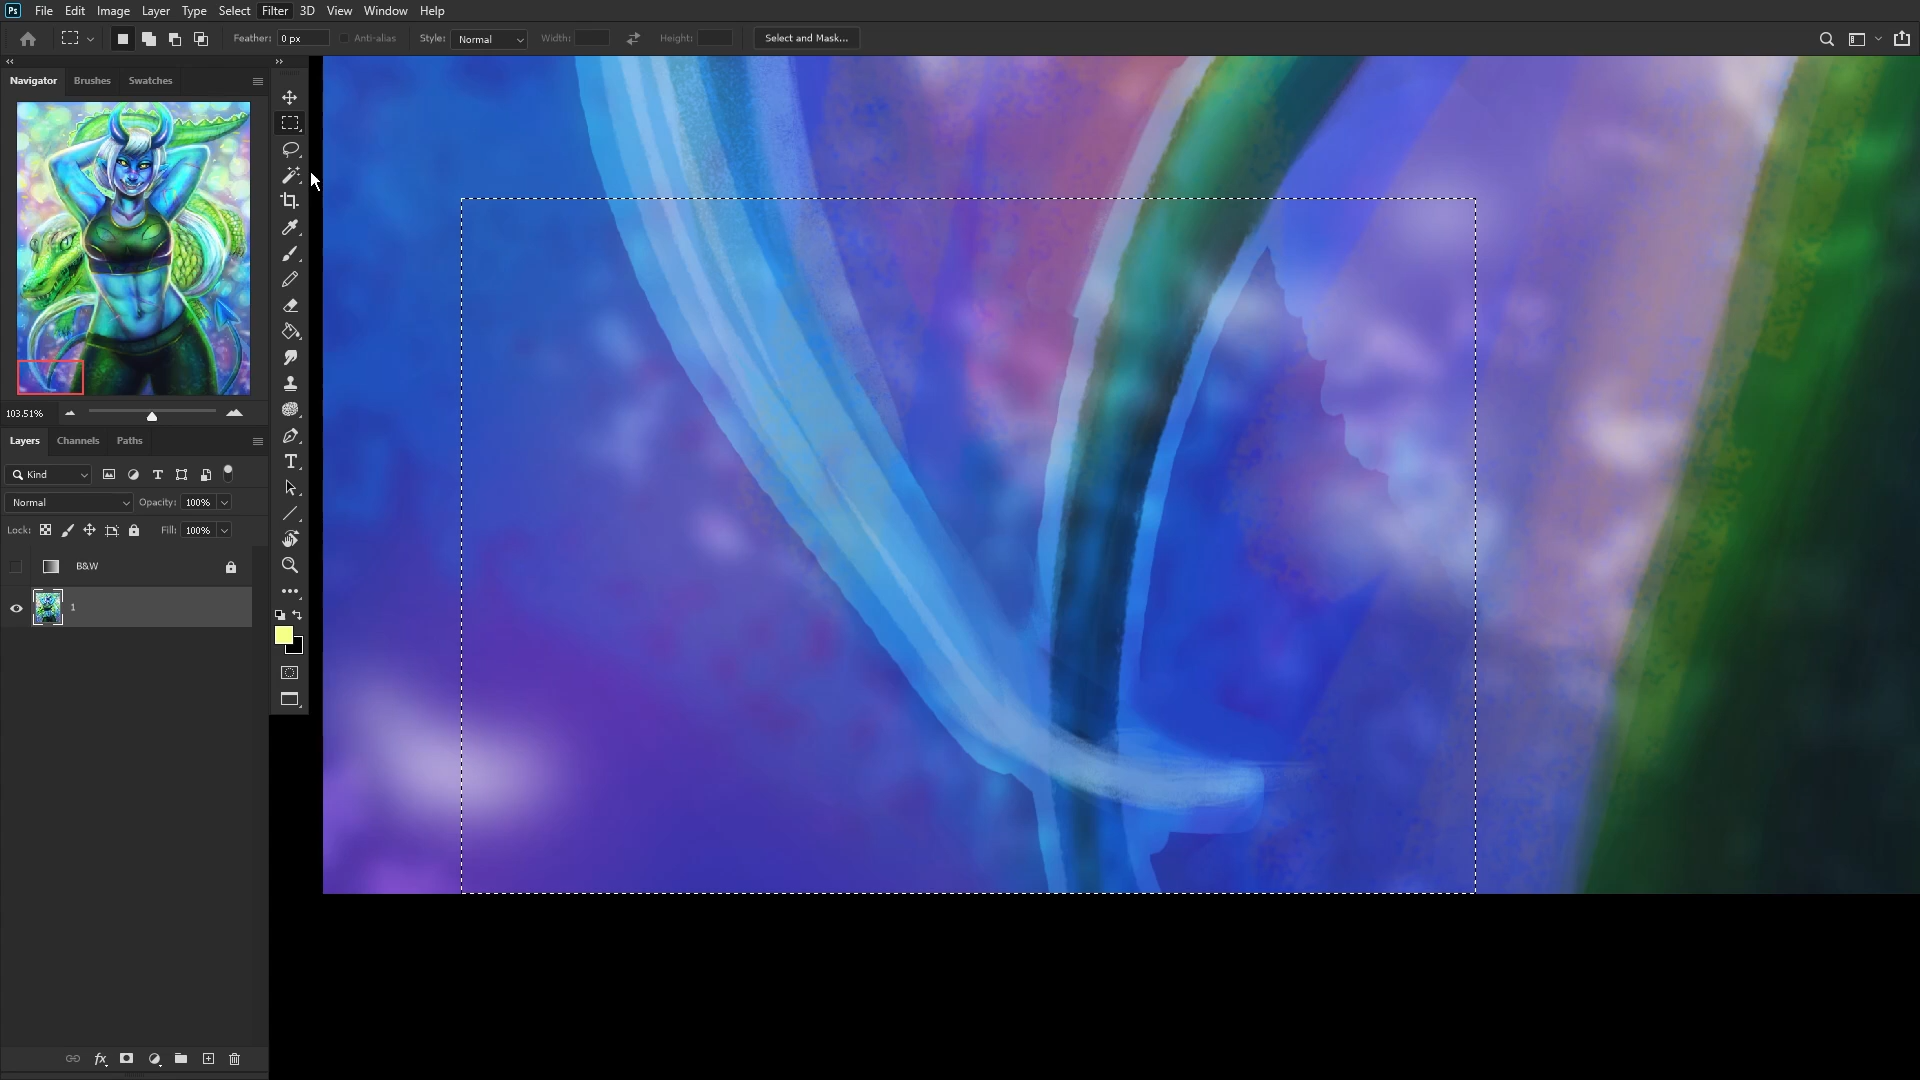 Ps File Edit Image Layer Type Select Filter 3D View Window Help
Feather: 0 px Anti-alias Style: Normal Width: Height: Select and Mask...
Navigator Brushes Swatches
103.51%
Layers Channels Paths
Kind
Normal Opacity: 100%
Lock: Fill: 100%
B&W
1